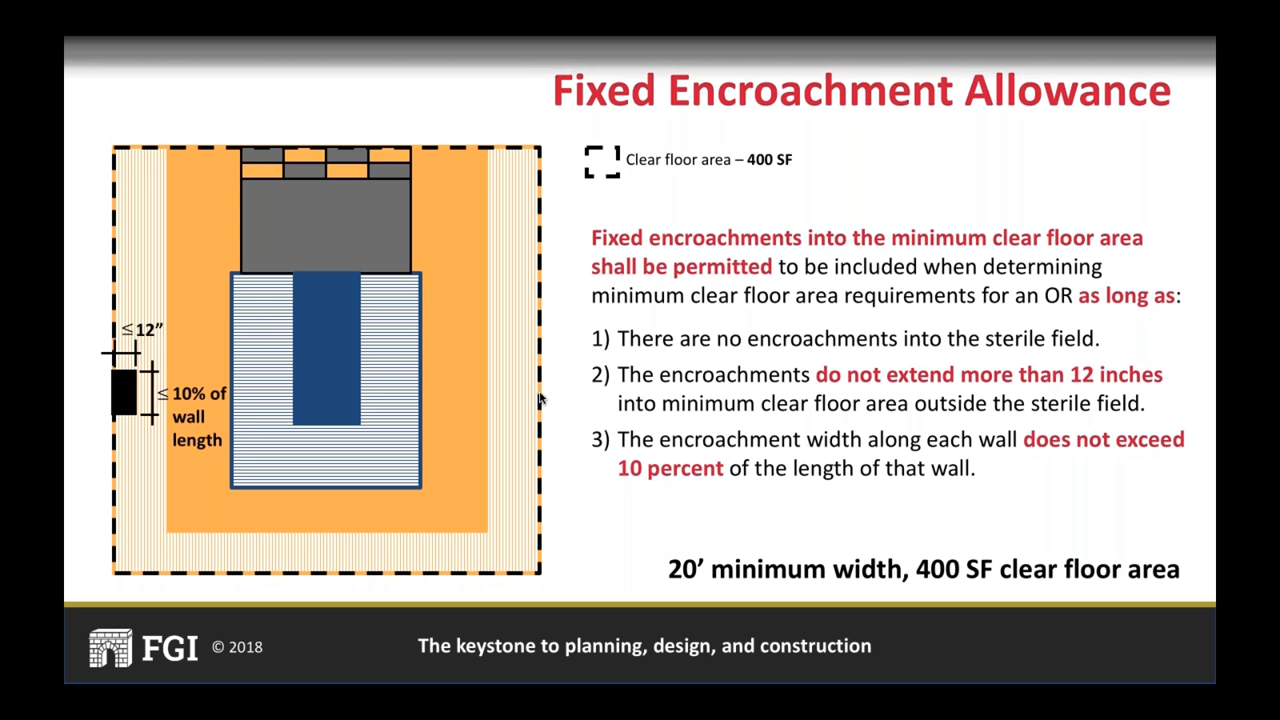 Fixed Encroachment Allowance
Clear floor area – 400 SF
Fixed encroachments into the minimum clear floor area
shall be permitted to be included when determining
minimum clear floor area requirements for an OR as long as:
1) There are no encroachments into the sterile field.
2) The encroachments do not extend more than 12 inches
into minimum clear floor area outside the sterile field.
3) The encroachment width along each wall does not exceed
10 percent of the length of that wall.
≤12”
≤ 10% of
wall
length
20’ minimum width, 400 SF clear floor area
FGI © 2018
The keystone to planning, design, and construction